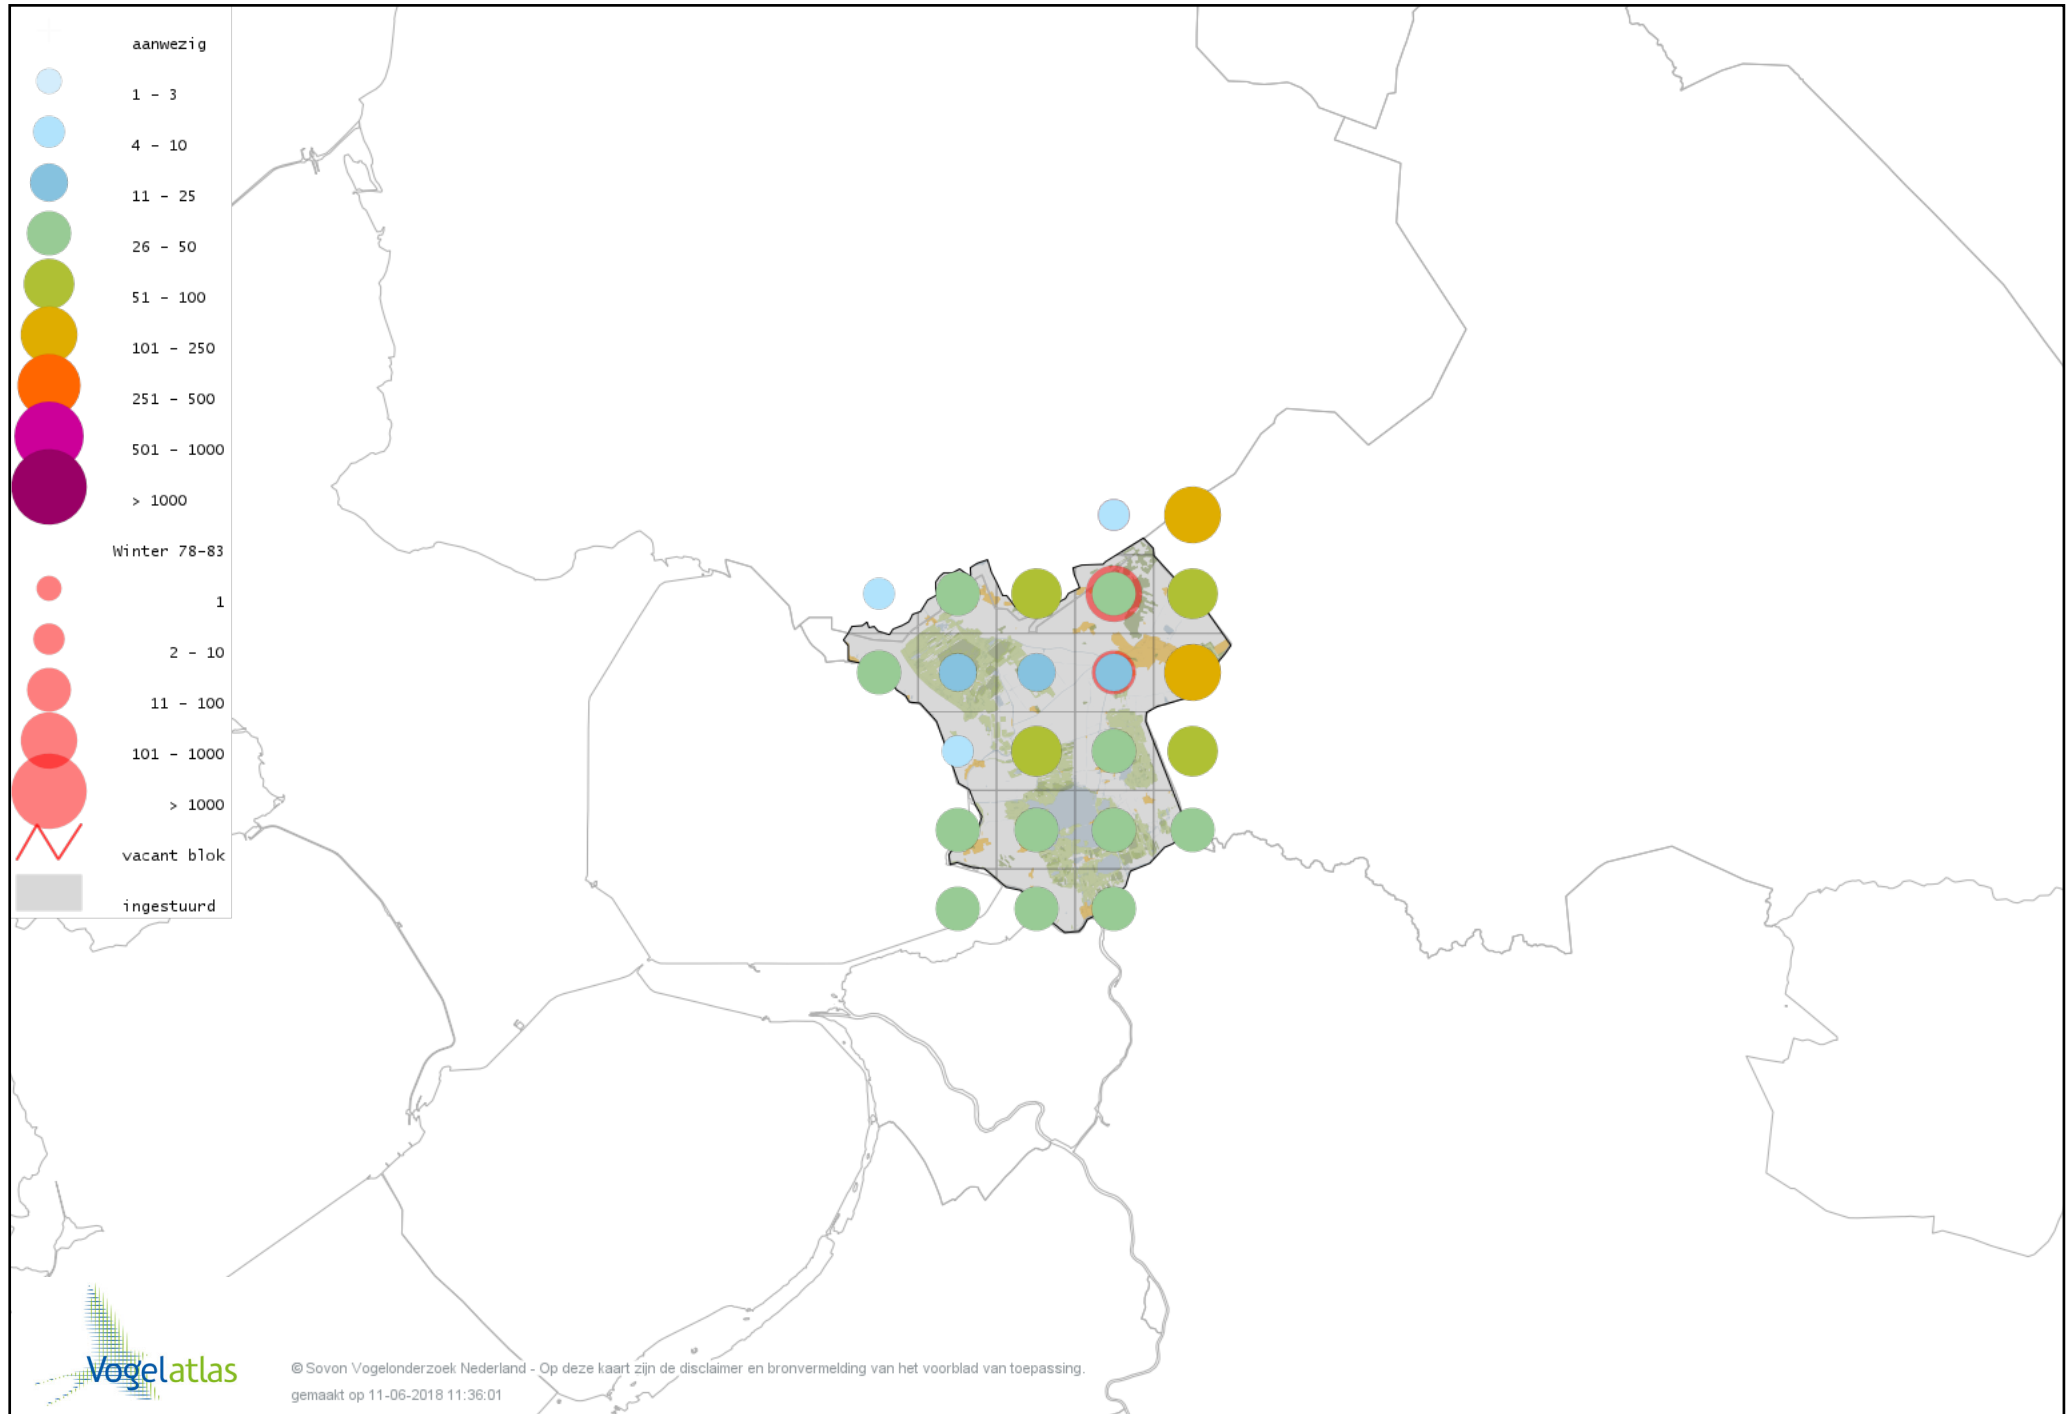 aanwezig
1 - 3
4 - 10
11 - 25
26 - 50
51 - 100
101 - 250
251 - 500
501 - 1000
> 1000
Winter 78-83
1
2 - 10
11 - 100
101 - 1000
> 1000
vacant blok
ingestuurd
Vogelatlas
© Sovon Vogelonderzoek Nederland - Op deze kaart zijn de disclaimer en bronvermelding van het voorblad van toepassing.
gemaakt op 11-06-2018 11:36:01